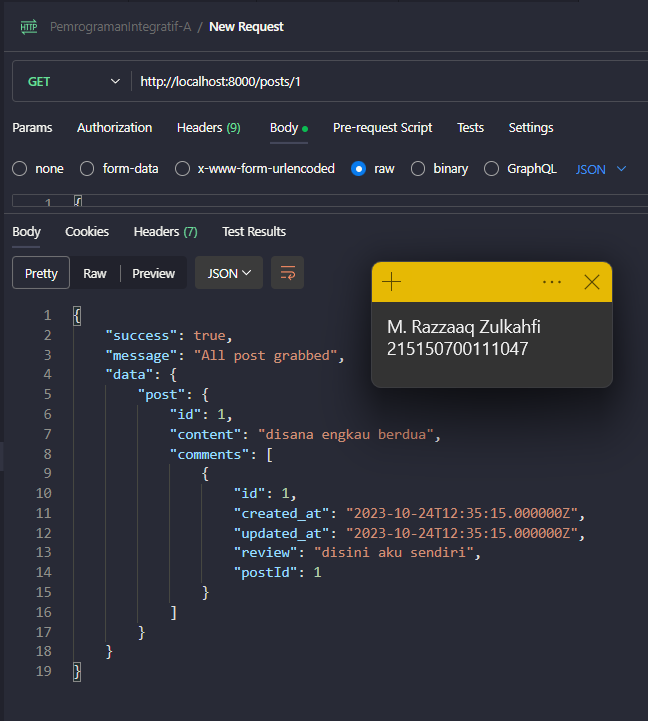 HTTP PemrogramanIntegratif-A / New Request
GET http://localhost:8000/posts/1
Params Authorization Headers (9) Body Pre-request Script Tests Settings
none form-data x-www-form-urlencoded raw binary GraphQL JSON
1 {
Body Cookies Headers (7) Test Results
Pretty Raw Preview JSON
M. Razzaaq Zulkahfi
215150700111047
1 {
2 "success": true,
3 "message": "All post grabbed",
4 "data": {
5 "post": {
6 "id": 1,
7 "content": "disana engkau berdua",
8 "comments": [
9 {
10 "id": 1,
11 "created_at": "2023-10-24T12:35:15.000000Z",
12 "updated_at": "2023-10-24T12:35:15.000000Z",
13 "review": "disini aku sendiri",
14 "postId": 1
15 }
16 ]
17 }
18 }
19 }